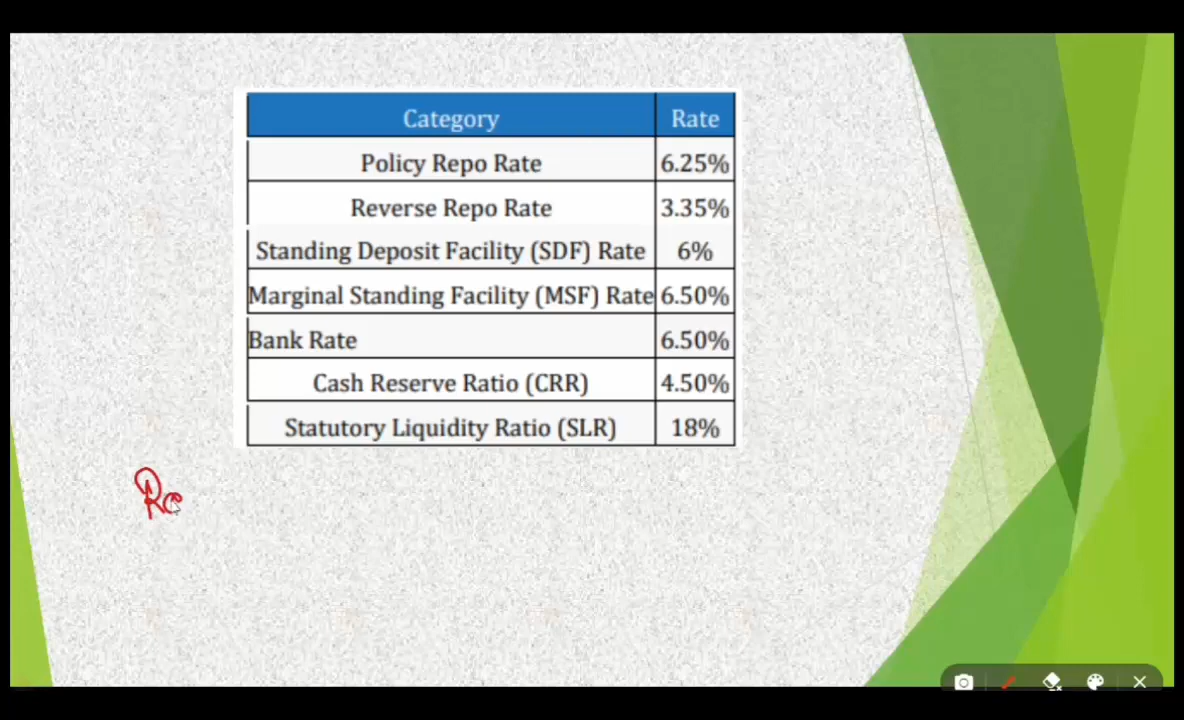 Category Rate
Policy Repo Rate 6.25%
Reverse Repo Rate 3.35%
Standing Deposit Facility (SDF) Rate 6%
Marginal Standing Facility (MSF) Rate 6.50%
Bank Rate 6.50%
Cash Reserve Ratio (CRR) 4.50%
Statutory Liquidity Ratio (SLR) 18%
Re